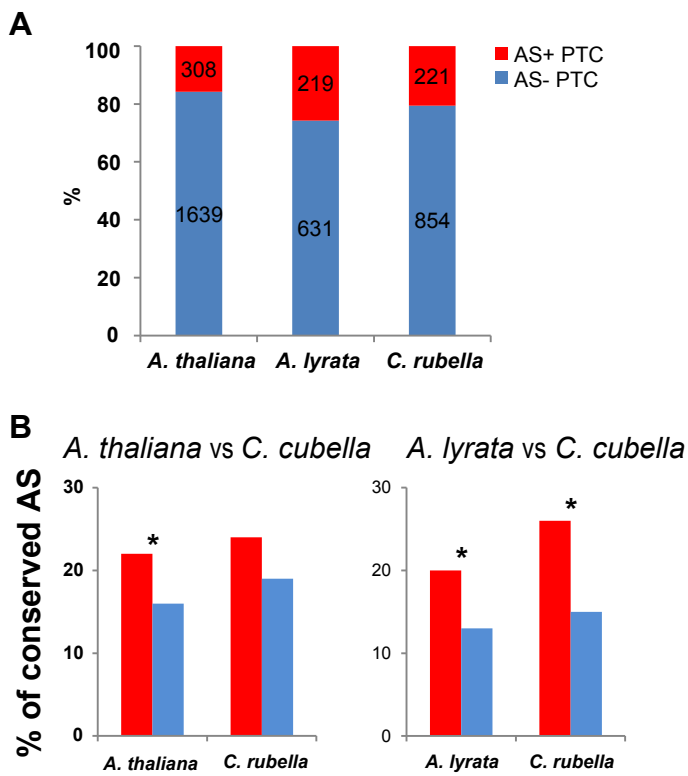 A
100
80
60
40
20
0
%
308
219
221
1639
631
854
AS+ PTC
AS- PTC
A. thaliana
A. lyrata
C. rubella
B
A. thaliana vs C. cubella
A. lyrata vs C. cubella
% of conserved AS
30
20
10
0
*
A. thaliana
C. rubella
30
20
10
0
*
*
A. lyrata
C. rubella